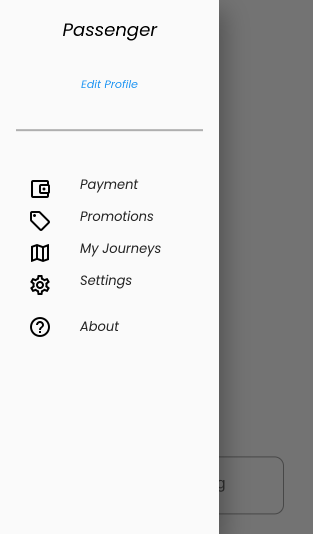 Passenger
Edit Profile
Payment
Promotions
My Journeys
Settings
About